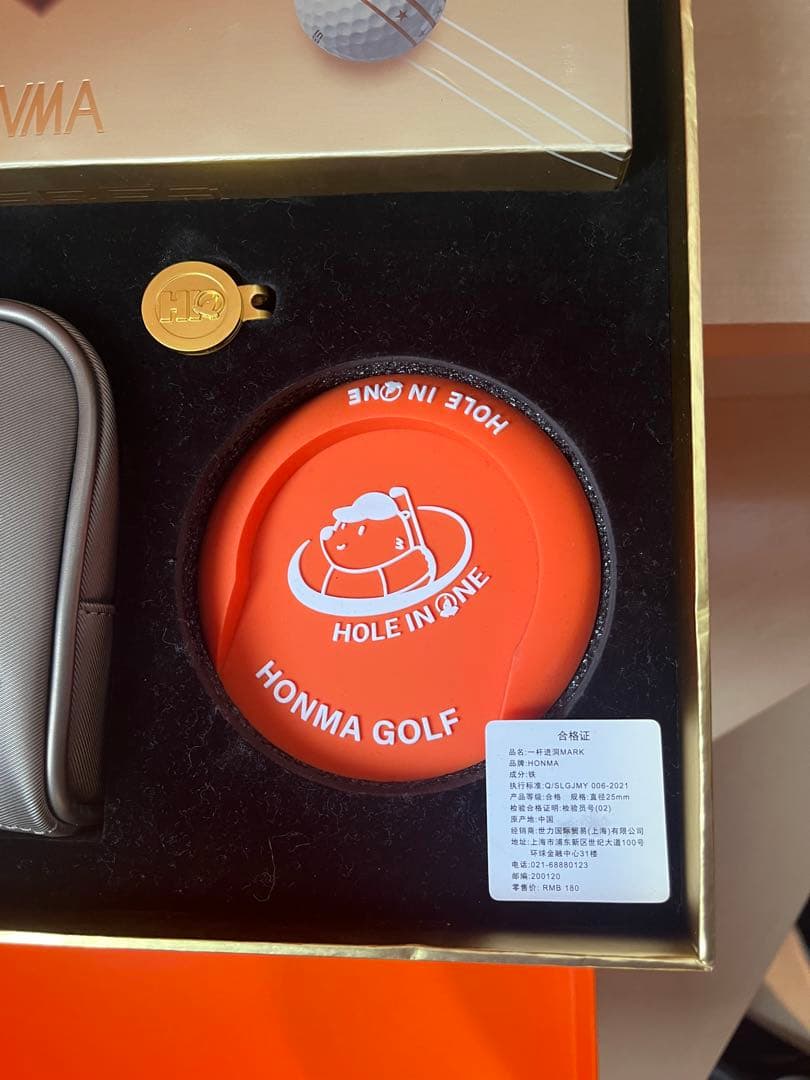 HOLE IN ONE
HOLE IN ONE
HONMA GOLF
合格证
品名:一杆进洞MARK
品牌:HONMA
成分:铁
执行标准:Q/SLGJMY 006-2021
产品等级:合格 规格:直径25mm
检验合格证明:检验员号(02)
原产地:中国
经销商:世力国际贸易(上海)有限公司
地址:上海市浦东新区世纪大道100号
环球金融中心31楼
电话:021-68880123
邮编:200120
零售价: RMB 180